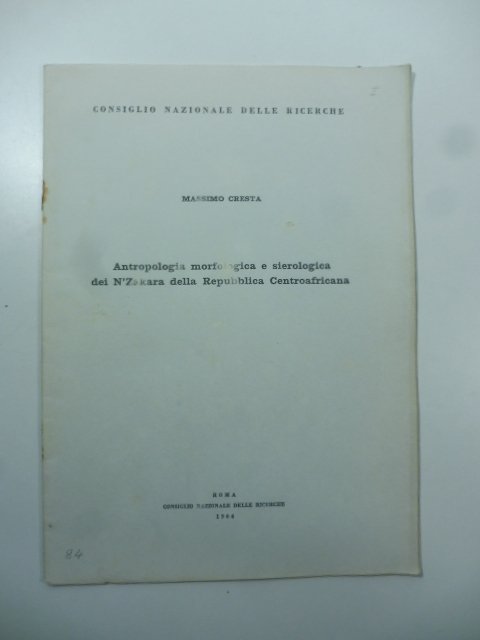 I
CONSIGLIO NAZIONALE DELLE RICERCHE
MASSIMO CRESTA
Antropologia morfologica e sierologica
dei N'Zakara della Repubblica Centroafricana
ROMA
CONSIGLIO NAZIONALE DELLE RICERCHE
84